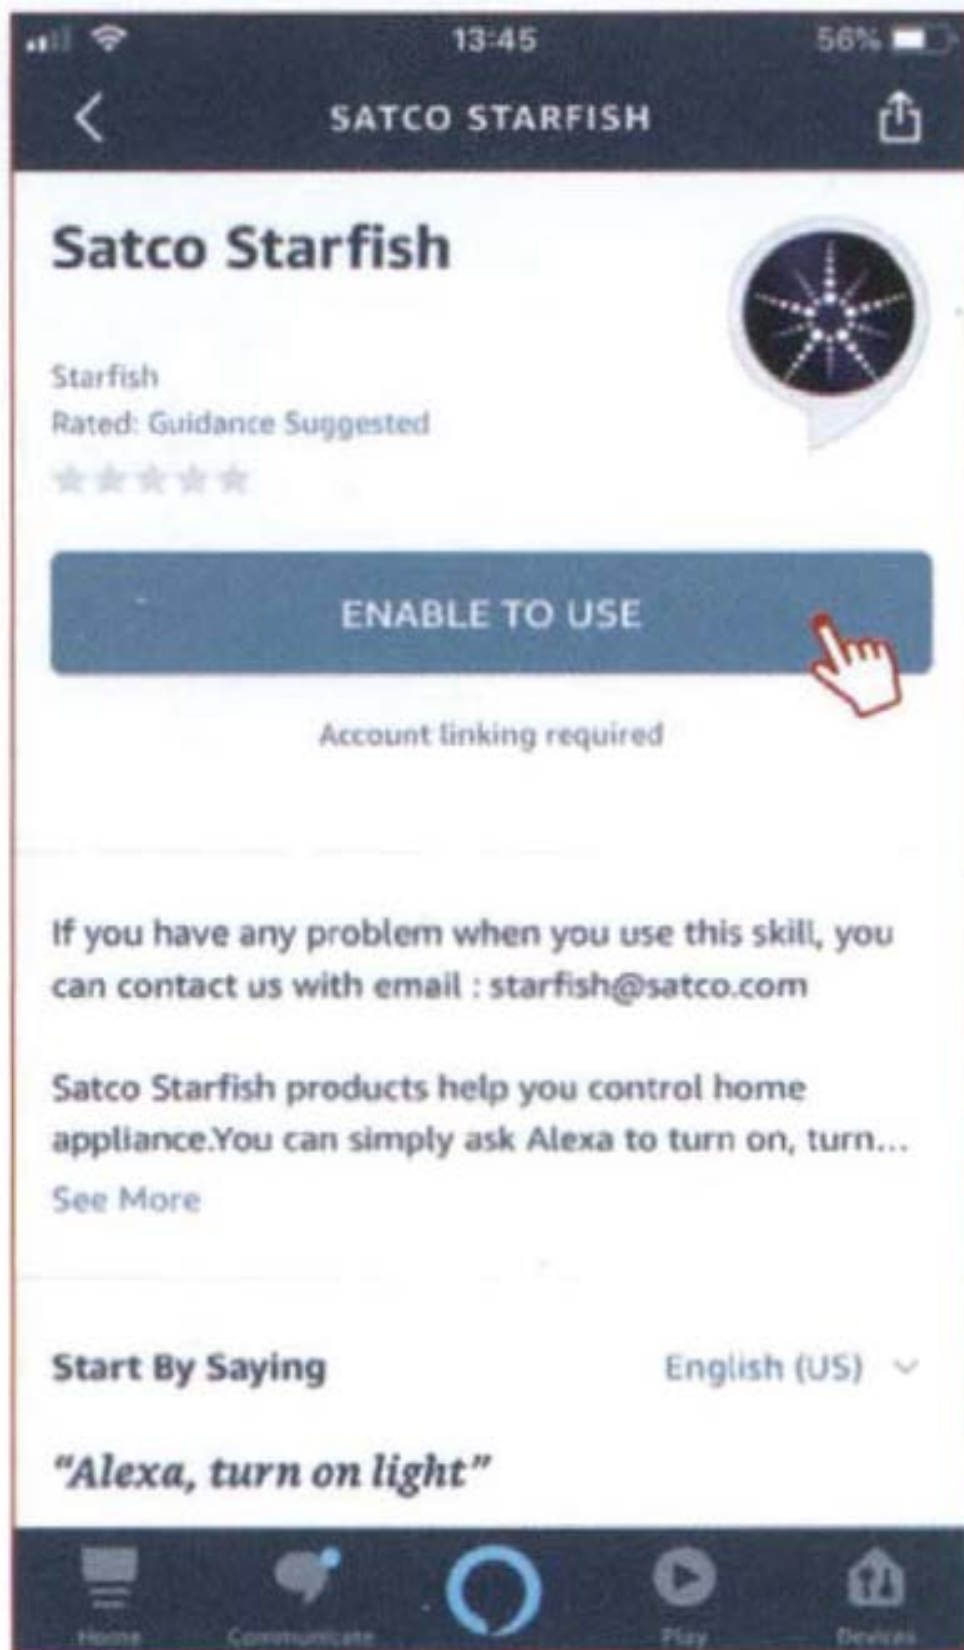 13:45
56%
SATCO STARFISH
Satco Starfish
Starfish
Rated: Guidance Suggested
ENABLE TO USE
Account linking required
If you have any problem when you use this skill, you
can contact us with email : starfish@satco.com
Satco Starfish products help you control home
appliance.You can simply ask Alexa to turn on, turn...
See More
Start By Saying
English (US)
“Alexa, turn on light”
Home
Communicate
Play
Devices